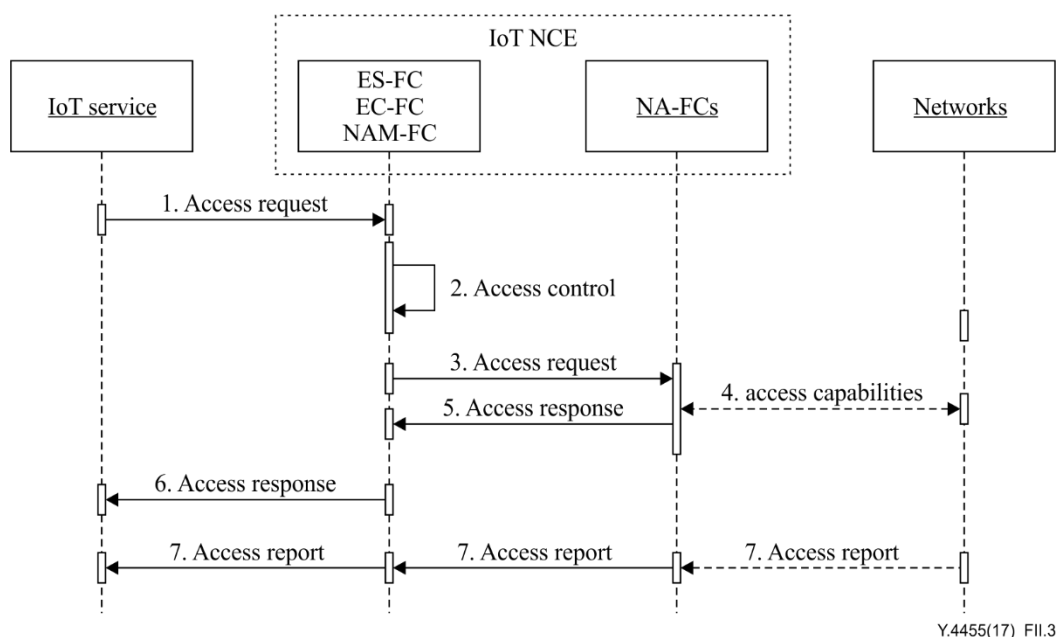 IoT NCE
IoT service
ES-FC
EC-FC
NAM-FC
NA-FCs
Networks
1. Access request
2. Access control
3. Access request
4. access capabilities
5. Access response
6. Access response
7. Access report
7. Access report
7. Access report
Y.4455(17)_FII.3